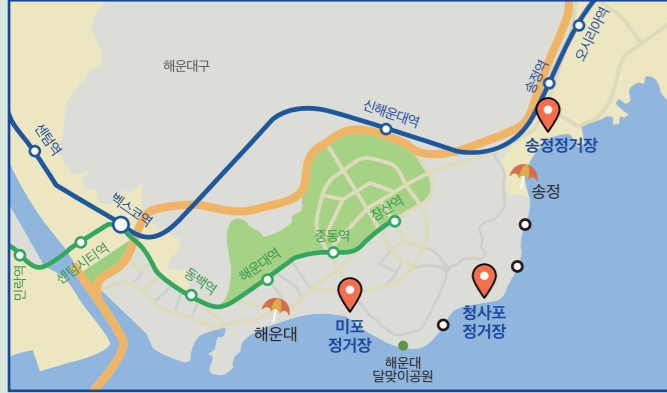 오시리아역
해운대구
송정역
신해운대역
센텀역
송정정거장
송정
벡스코역
장산역
중동역
센텀시티역
해운대역
민락역
동백역
해운대
미포
정거장
청사포
정거장
해운대
달맞이공원